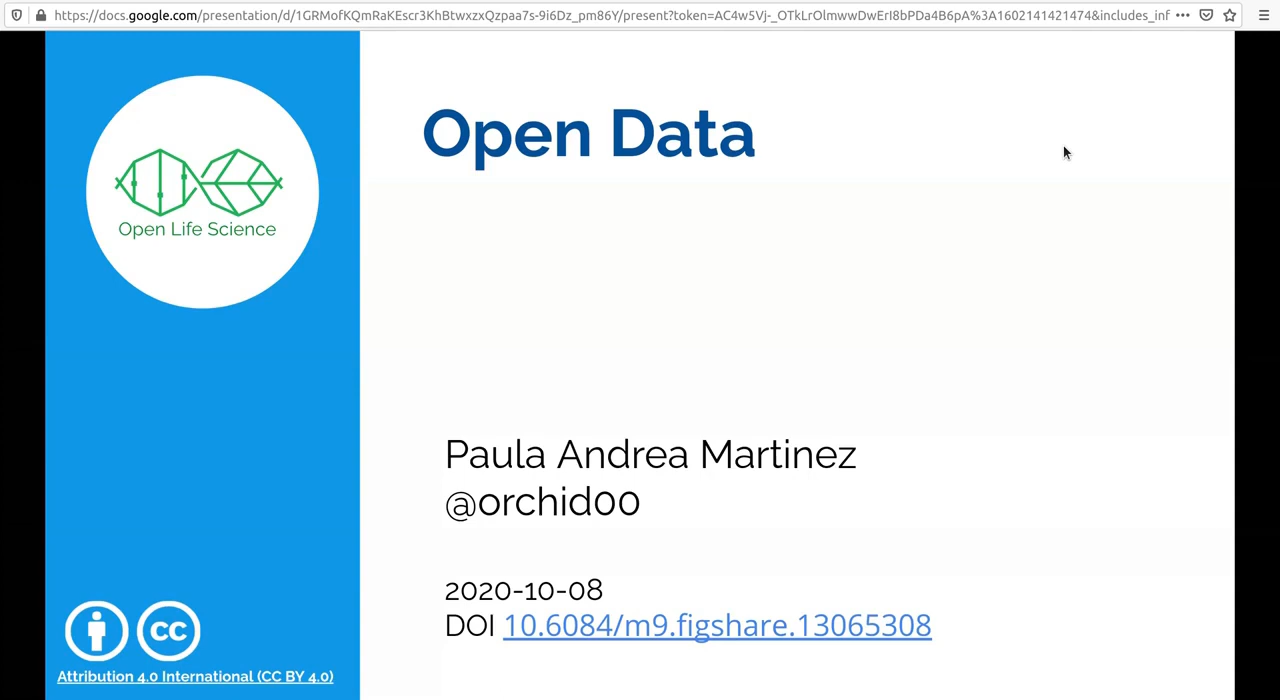 https://docs.google.com/presentation/d/1GRMofKQmRaKEscr3KhBtwxzxQzpaa7s-9i6Dz_pm86Y/present?token=AC4w5Vj-_OTkLrOlmwwDwErI8bPDa4B6pA%3A1602141421474&includes_inf
Open Life Science
Open Data
Paula Andrea Martinez
@orchid00
2020-10-08
DOI 10.6084/m9.figshare.13065308
cc
Attribution 4.0 International (CC BY 4.0)